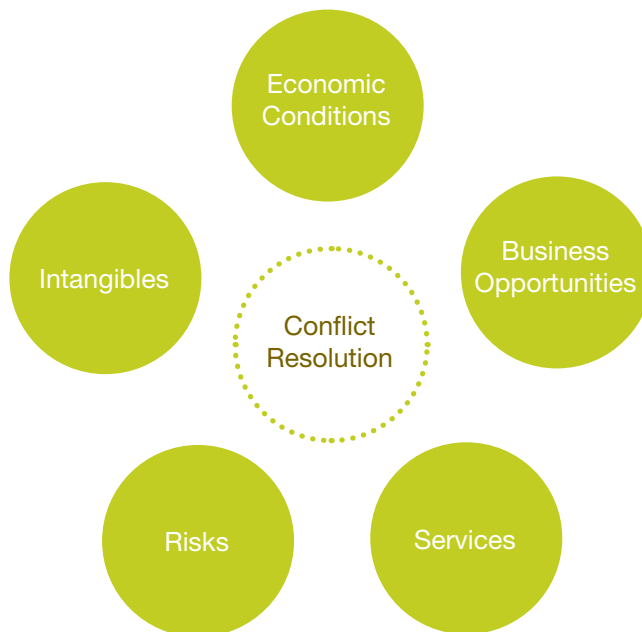 Economic
Conditions
Intangibles
Business
Opportunities
Conflict
Resolution
Risks
Services